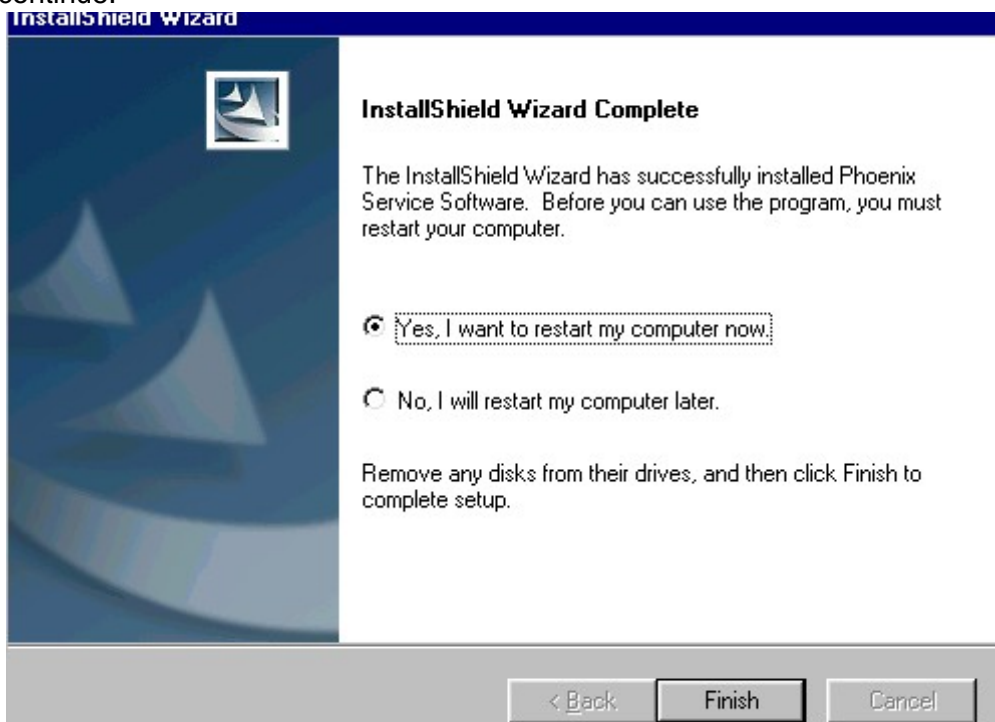 continue.
InstallShield Wizard
InstallShield Wizard Complete
The InstallShield Wizard has successfully installed Phoenix
Service Software.  Before you can use the program, you must
restart your computer.
Yes, I want to restart my computer now.
No, I will restart my computer later.
Remove any disks from their drives, and then click Finish to
complete setup.
< Back
Finish
Cancel